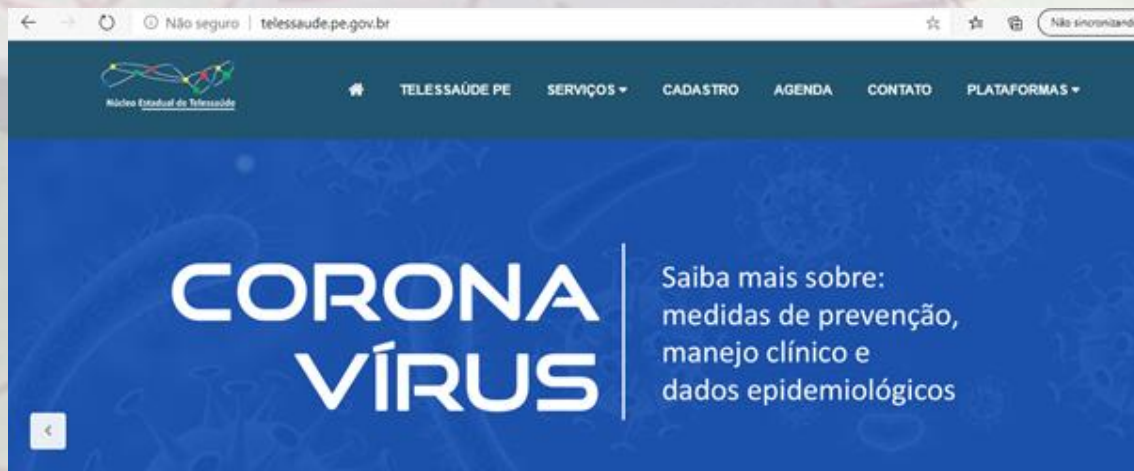 Não seguro | telessaude.pe.gov.br
Não sincronizando
Núcleo Estadual de Telessaúde
TELESSAÚDE PE SERVIÇOS CADASTRO AGENDA CONTATO PLATAFORMAS
CORONA
VÍRUS
Saiba mais sobre:
medidas de prevenção,
manejo clínico e
dados epidemiológicos